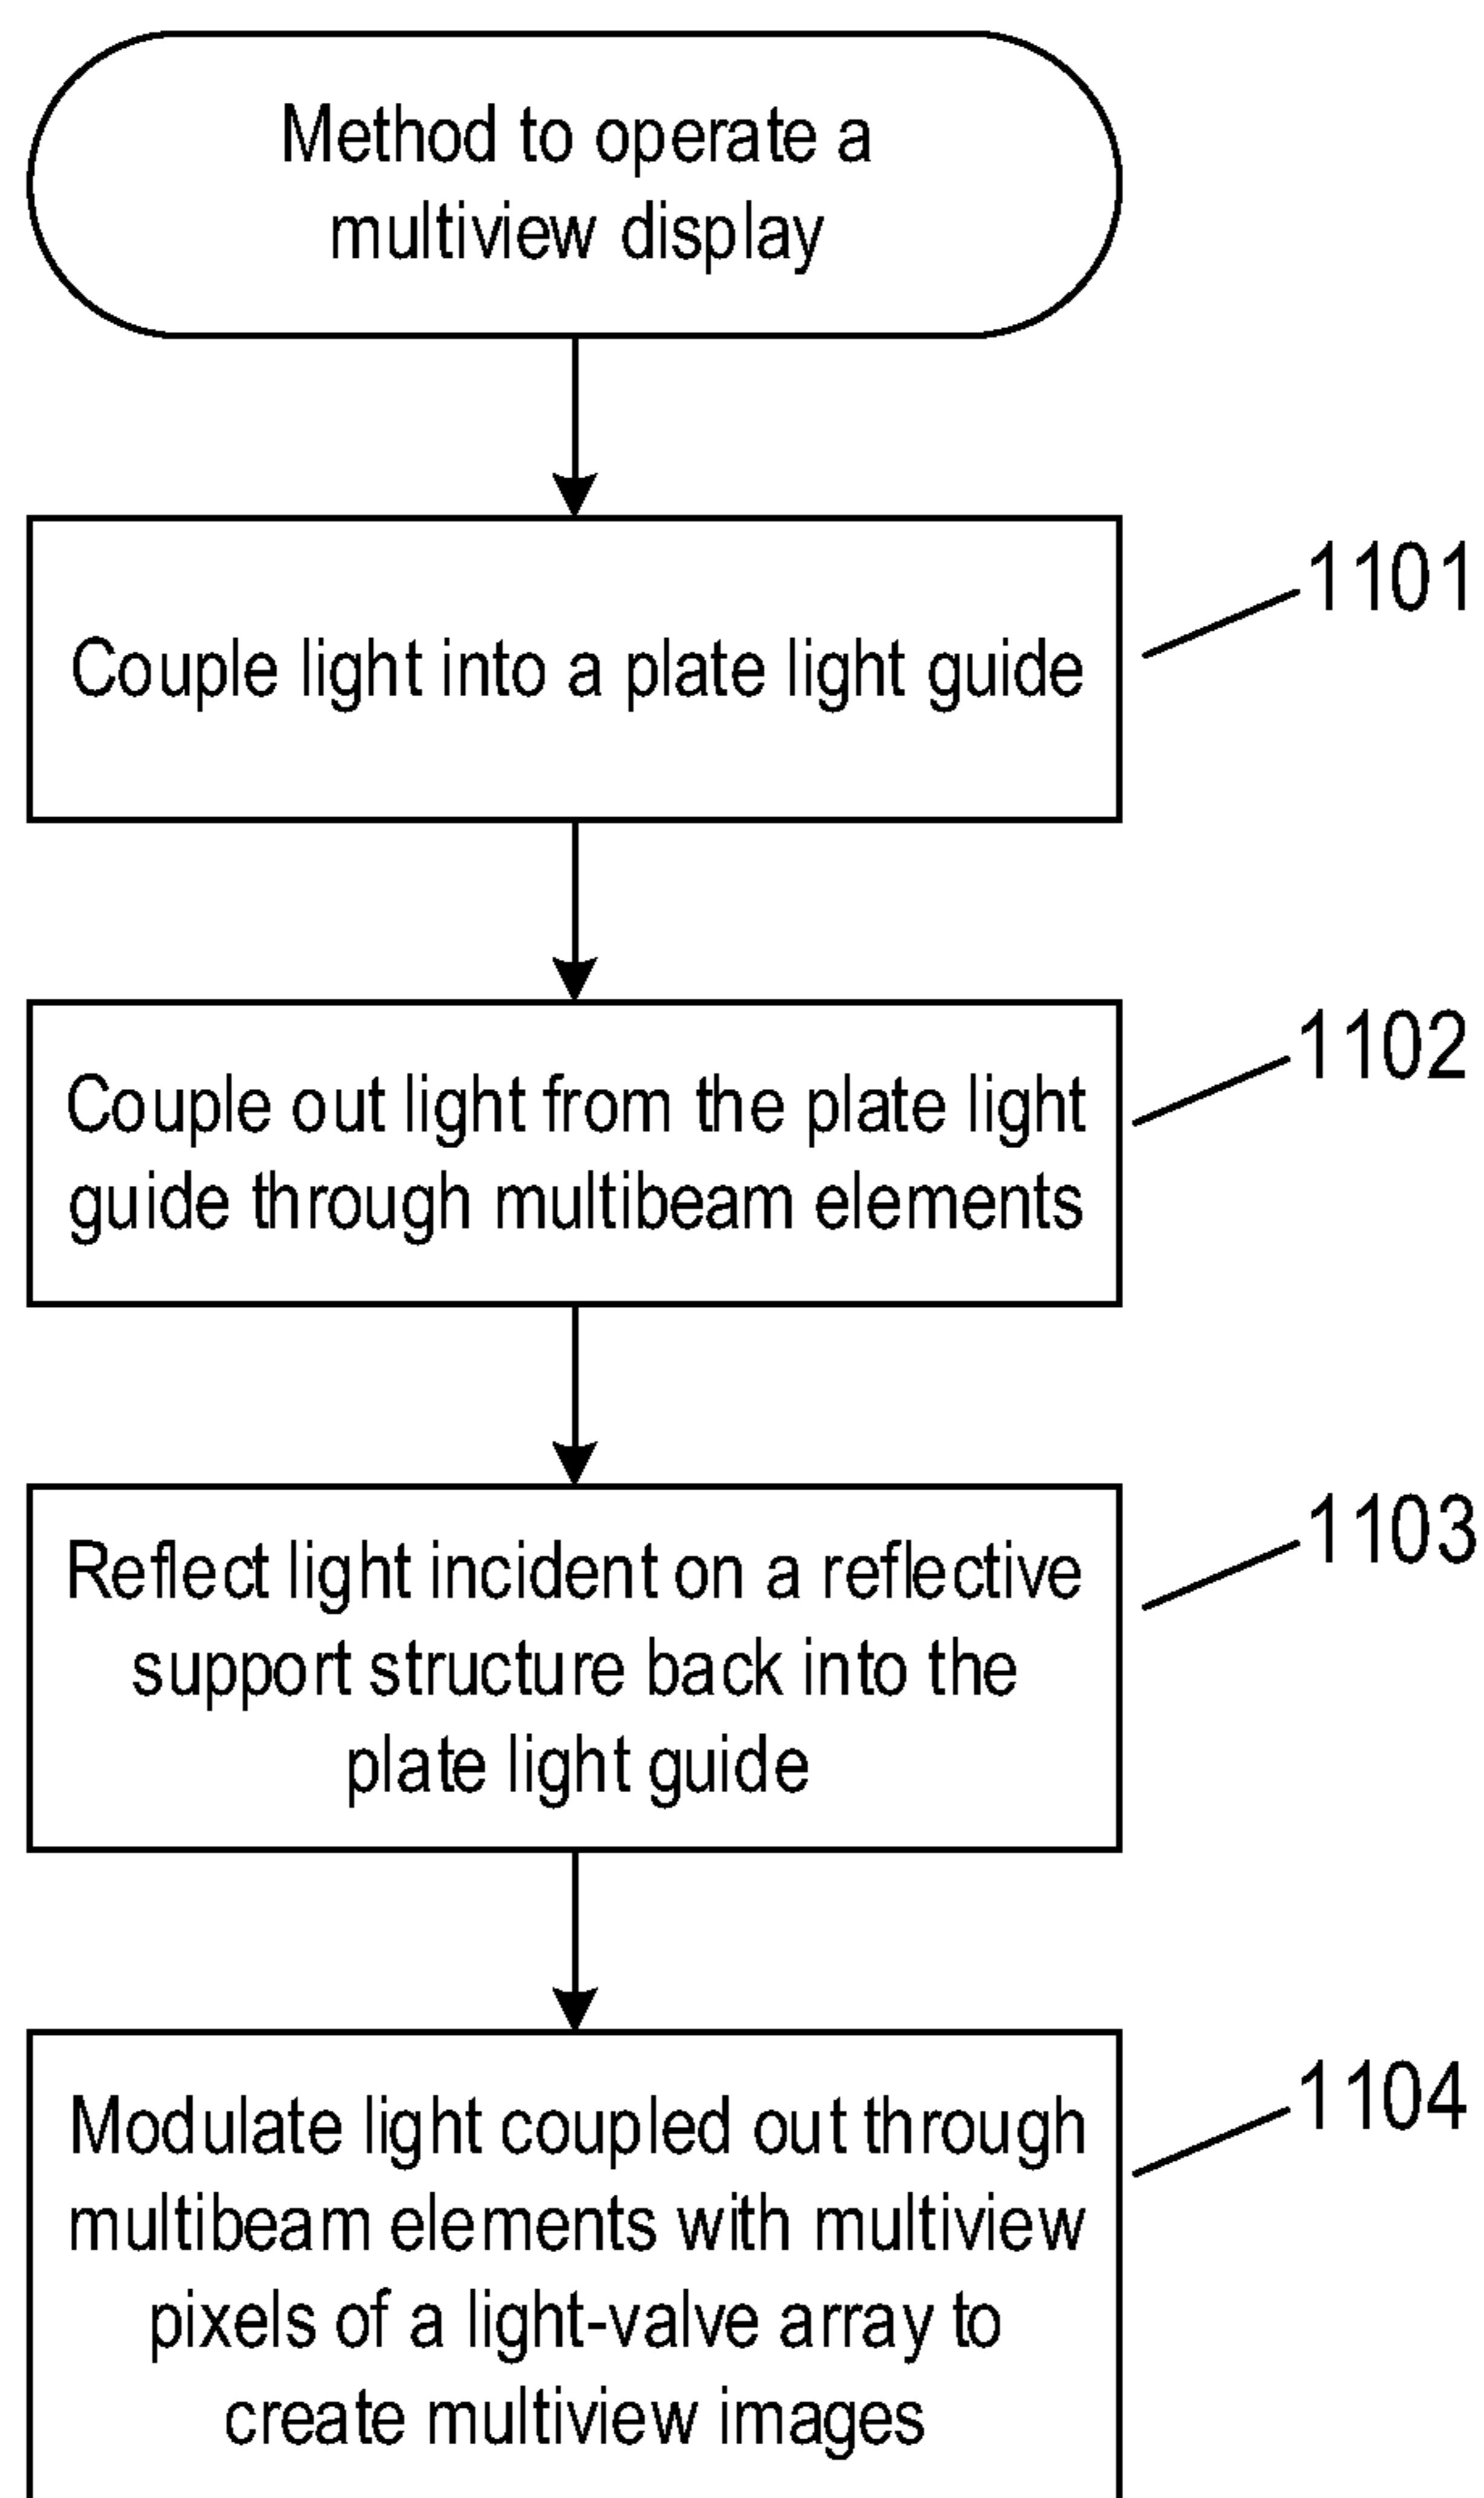 Method to operate a
multiview display
1101
Couple light into a plate light guide
1102
Couple out light from the plate light
guide through multibeam elements
1103
Reflect light incident on a reflective
support structure back into the
plate light guide
1104
Modulate light coupled out through
multibeam elements with multiview
pixels of a light-valve array to
create multiview images